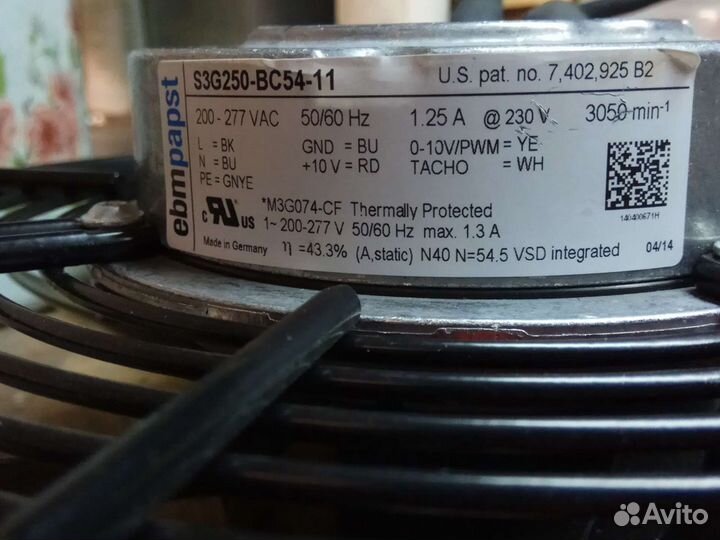 ebmpapst
S3G250-BC54-11 U.S. pat. no. 7,402,925 B2
200 - 277 VAC 50/60 Hz 1.25 A @ 230 V 3050 min-1
L = BK GND = BU 0-10V/PWM = YE
N = BU +10 V = RD TACHO = WH
PE = GNYE
140400671H
c RU US
*M3G074-CF Thermally Protected
1~ 200-277 V 50/60 Hz max. 1.3 A
Made in Germany η =43.3% (A,static) N40 N=54.5 VSD integrated 04/14
Avito